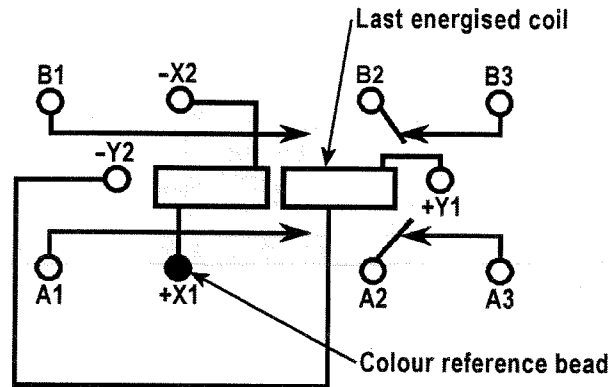 Last energised coil
B1
–X2
B2
B3
–Y2
+Y1
A1
+X1
A2
A3
Colour reference bead